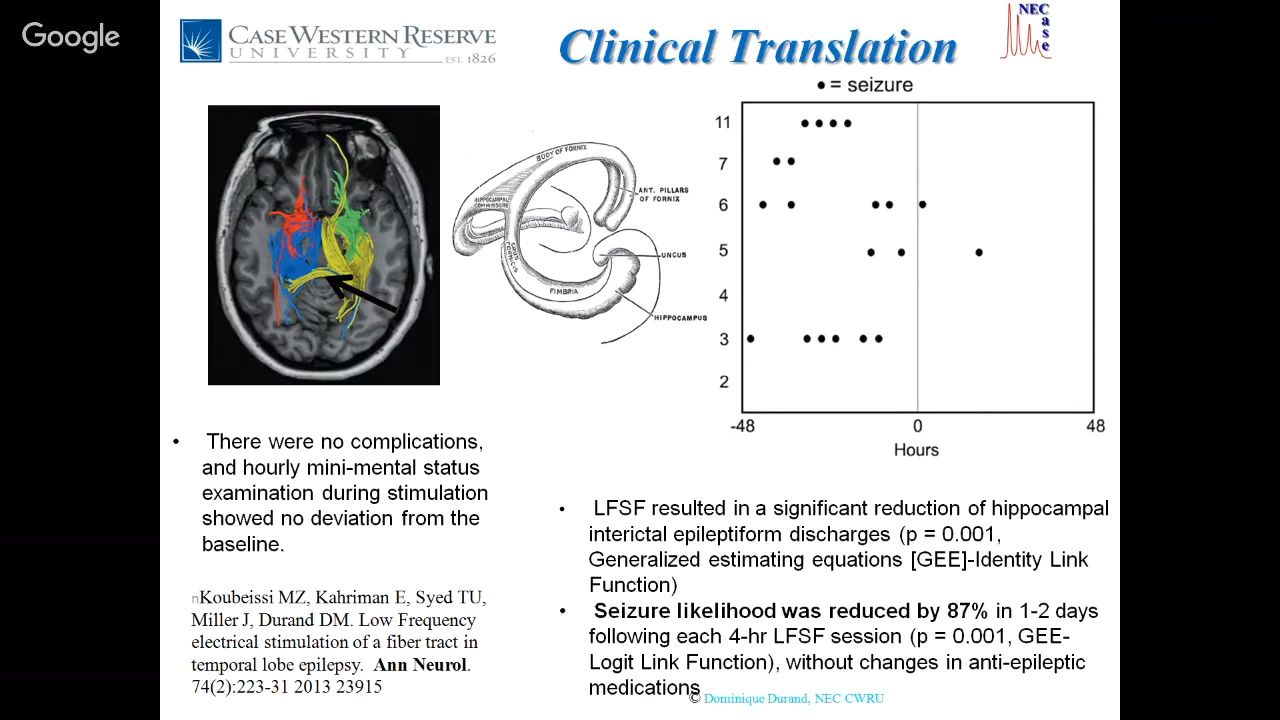 Google
CASE WESTERN RESERVE
UNIVERSITY EST. 1826
Clinical Translation
NEC
case
• = seizure
11
7
6
5
4
3
2
-48 0 48
Hours
BODY OF FORNIX
HIPPOCAMPAL
COMMISSURE
ANT. PILLARS
OF FORNIX
CRUS
FORNICIS
UNCUS
FIMBRIA
HIPPOCAMPUS
• There were no complications,
and hourly mini-mental status
examination during stimulation
showed no deviation from the
baseline.
nKoubeissi MZ, Kahriman E, Syed TU,
Miller J, Durand DM. Low Frequency
electrical stimulation of a fiber tract in
temporal lobe epilepsy. Ann Neurol.
74(2):223-31 2013 23915
• LFSF resulted in a significant reduction of hippocampal
interictal epileptiform discharges (p = 0.001,
Generalized estimating equations [GEE]-Identity Link
Function)
• Seizure likelihood was reduced by 87% in 1-2 days
following each 4-hr LFSF session (p = 0.001, GEE-
Logit Link Function), without changes in anti-epileptic
medications
© Dominique Durand, NEC CWRU